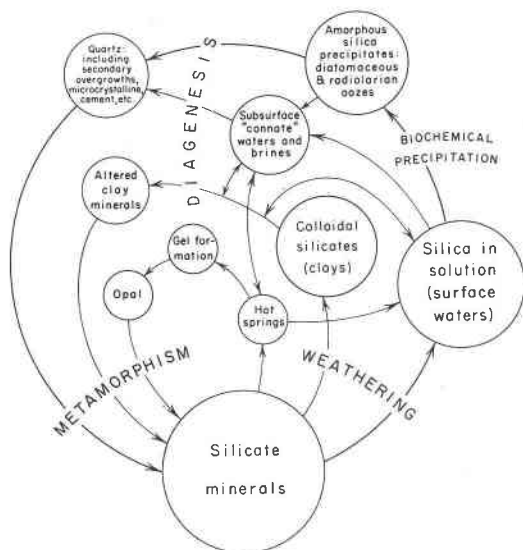 Quartz:
including
secondary
overgrowths,
microcrystalline,
cement, etc.
DIAGENESIS
Amorphous
silica
precipitates:
diatomaceous
& radiolarian
oozes
Subsurface
"connate"
waters and
brines
BIOCHEMICAL
PRECIPITATION
Altered
clay
minerals
Gel for-
mation
Colloidal
silicates
(clays)
Silica in
solution
(surface
waters)
Opal
Hot
springs
METAMORPHISM
WEATHERING
Silicate
minerals